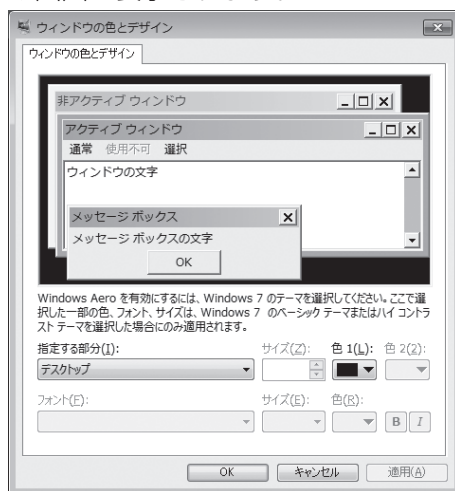 ウィンドウの色とデザイン
ウィンドウの色とデザイン
非アクティブ ウィンドウ
アクティブ ウィンドウ
通常 使用不可 選択
ウィンドウの文字
メッセージ ボックス
メッセージ ボックスの文字
OK
Windows Aero を有効にするには、Windows 7 のテーマを選択してください。ここで選
択した一部の色、フォント、サイズは、Windows 7 のベーシック テーマまたはハイ コントラ
スト テーマを選択した場合にのみ適用されます。
指定する部分(I): サイズ(Z): 色 1(L): 色 2(2):
デスクトップ
フォント(F): サイズ(E): 色(R):
B I
OK キャンセル 適用(A)